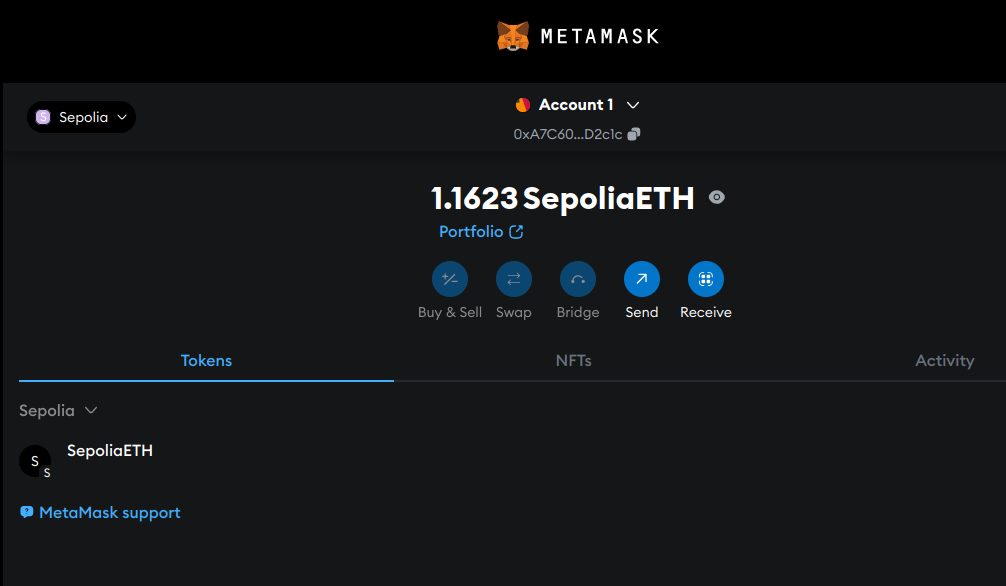 METAMASK
S Sepolia
Account 1
0xA7C60...D2c1c
1.1623 SepoliaETH
Portfolio
Buy & Sell Swap Bridge Send Receive
Tokens NFTs Activity
Sepolia
SepoliaETH
S
S
MetaMask support